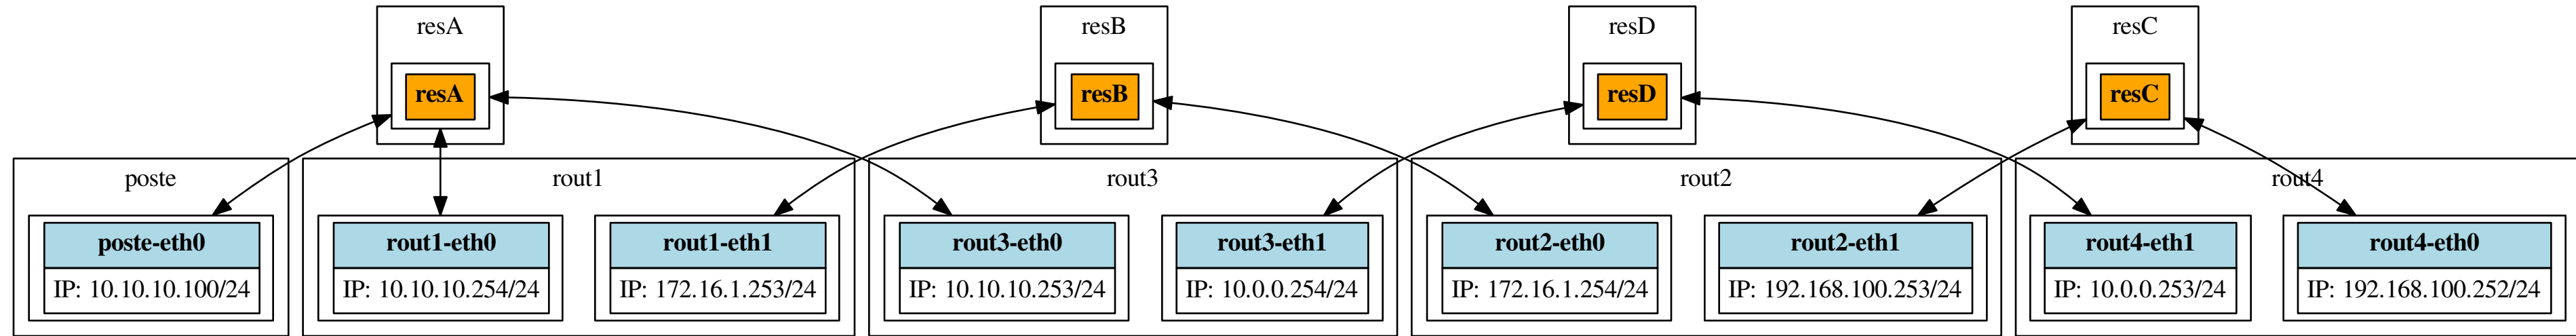 resA
resB
resD
resC
resA
resB
resD
resC
poste
rout1
rout3
rout2
rout4
poste-eth0
IP: 10.10.10.100/24
rout1-eth0
IP: 10.10.10.254/24
rout1-eth1
IP: 172.16.1.253/24
rout3-eth0
IP: 10.10.10.253/24
rout3-eth1
IP: 10.0.0.254/24
rout2-eth0
IP: 172.16.1.254/24
rout2-eth1
IP: 192.168.100.253/24
rout4-eth1
IP: 10.0.0.253/24
rout4-eth0
IP: 192.168.100.252/24